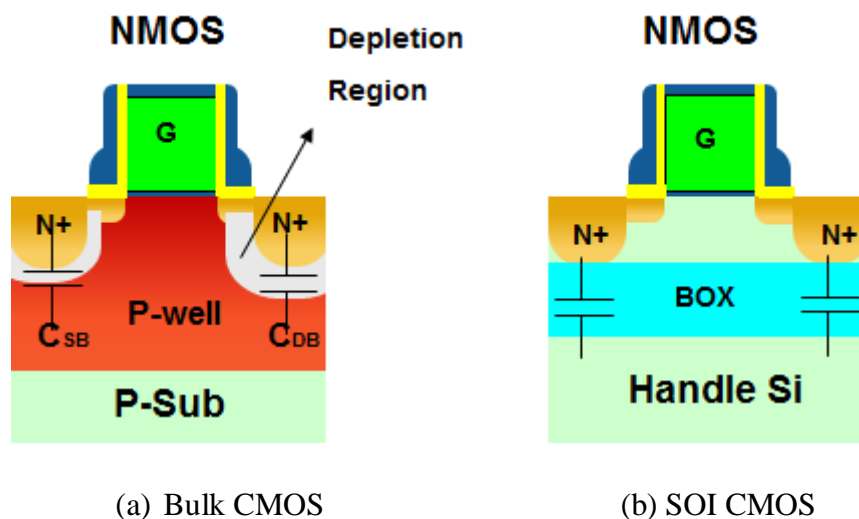 NMOS
Depletion
Region
G
N+
N+
P-well
CSB
CDB
P-Sub
(a) Bulk CMOS
NMOS
G
N+
N+
BOX
Handle Si
(b) SOI CMOS